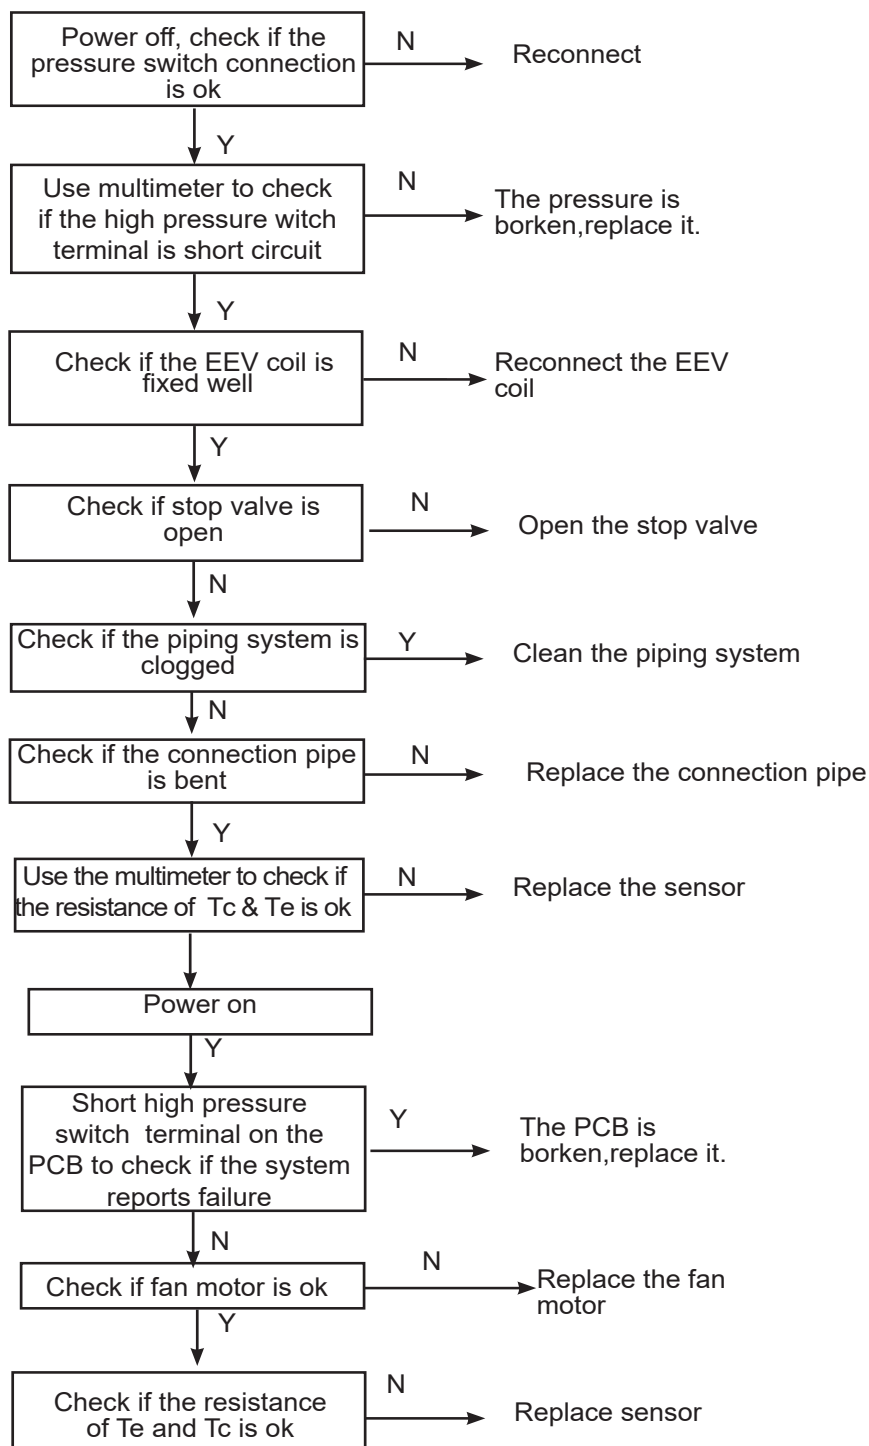 Power off, check if the
pressure switch connection
is ok
N
Reconnect
Y
Use multimeter to check
if the high pressure witch
terminal is short circuit
N
The pressure is
borken,replace it.
Y
Check if the EEV coil is
fixed well
N
Reconnect the EEV
coil
Y
Check if stop valve is
open
N
Open the stop valve
N
Check if the piping system is
clogged
Y
Clean the piping system
N
Check if the connection pipe
is bent
N
Replace the connection pipe
Y
Use the multimeter to check if
the resistance of Tc & Te is ok
N
Replace the sensor
Power on
Y
Short high pressure
switch terminal on the
PCB to check if the system
reports failure
Y
The PCB is
borken,replace it.
N
Check if fan motor is ok
N
Replace the fan
motor
Y
Check if the resistance
of Te and Tc is ok
N
Replace sensor